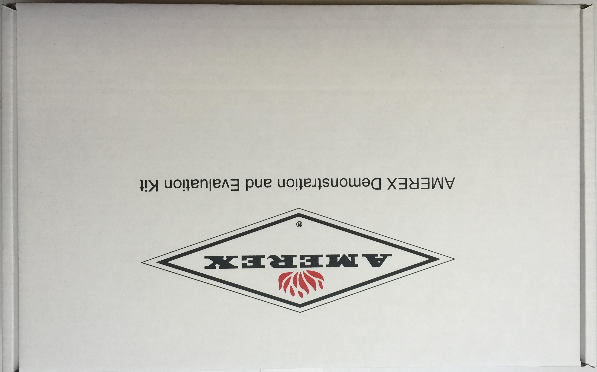 AMEREX
®
AMEREX Demonstration and Evaluation Kit